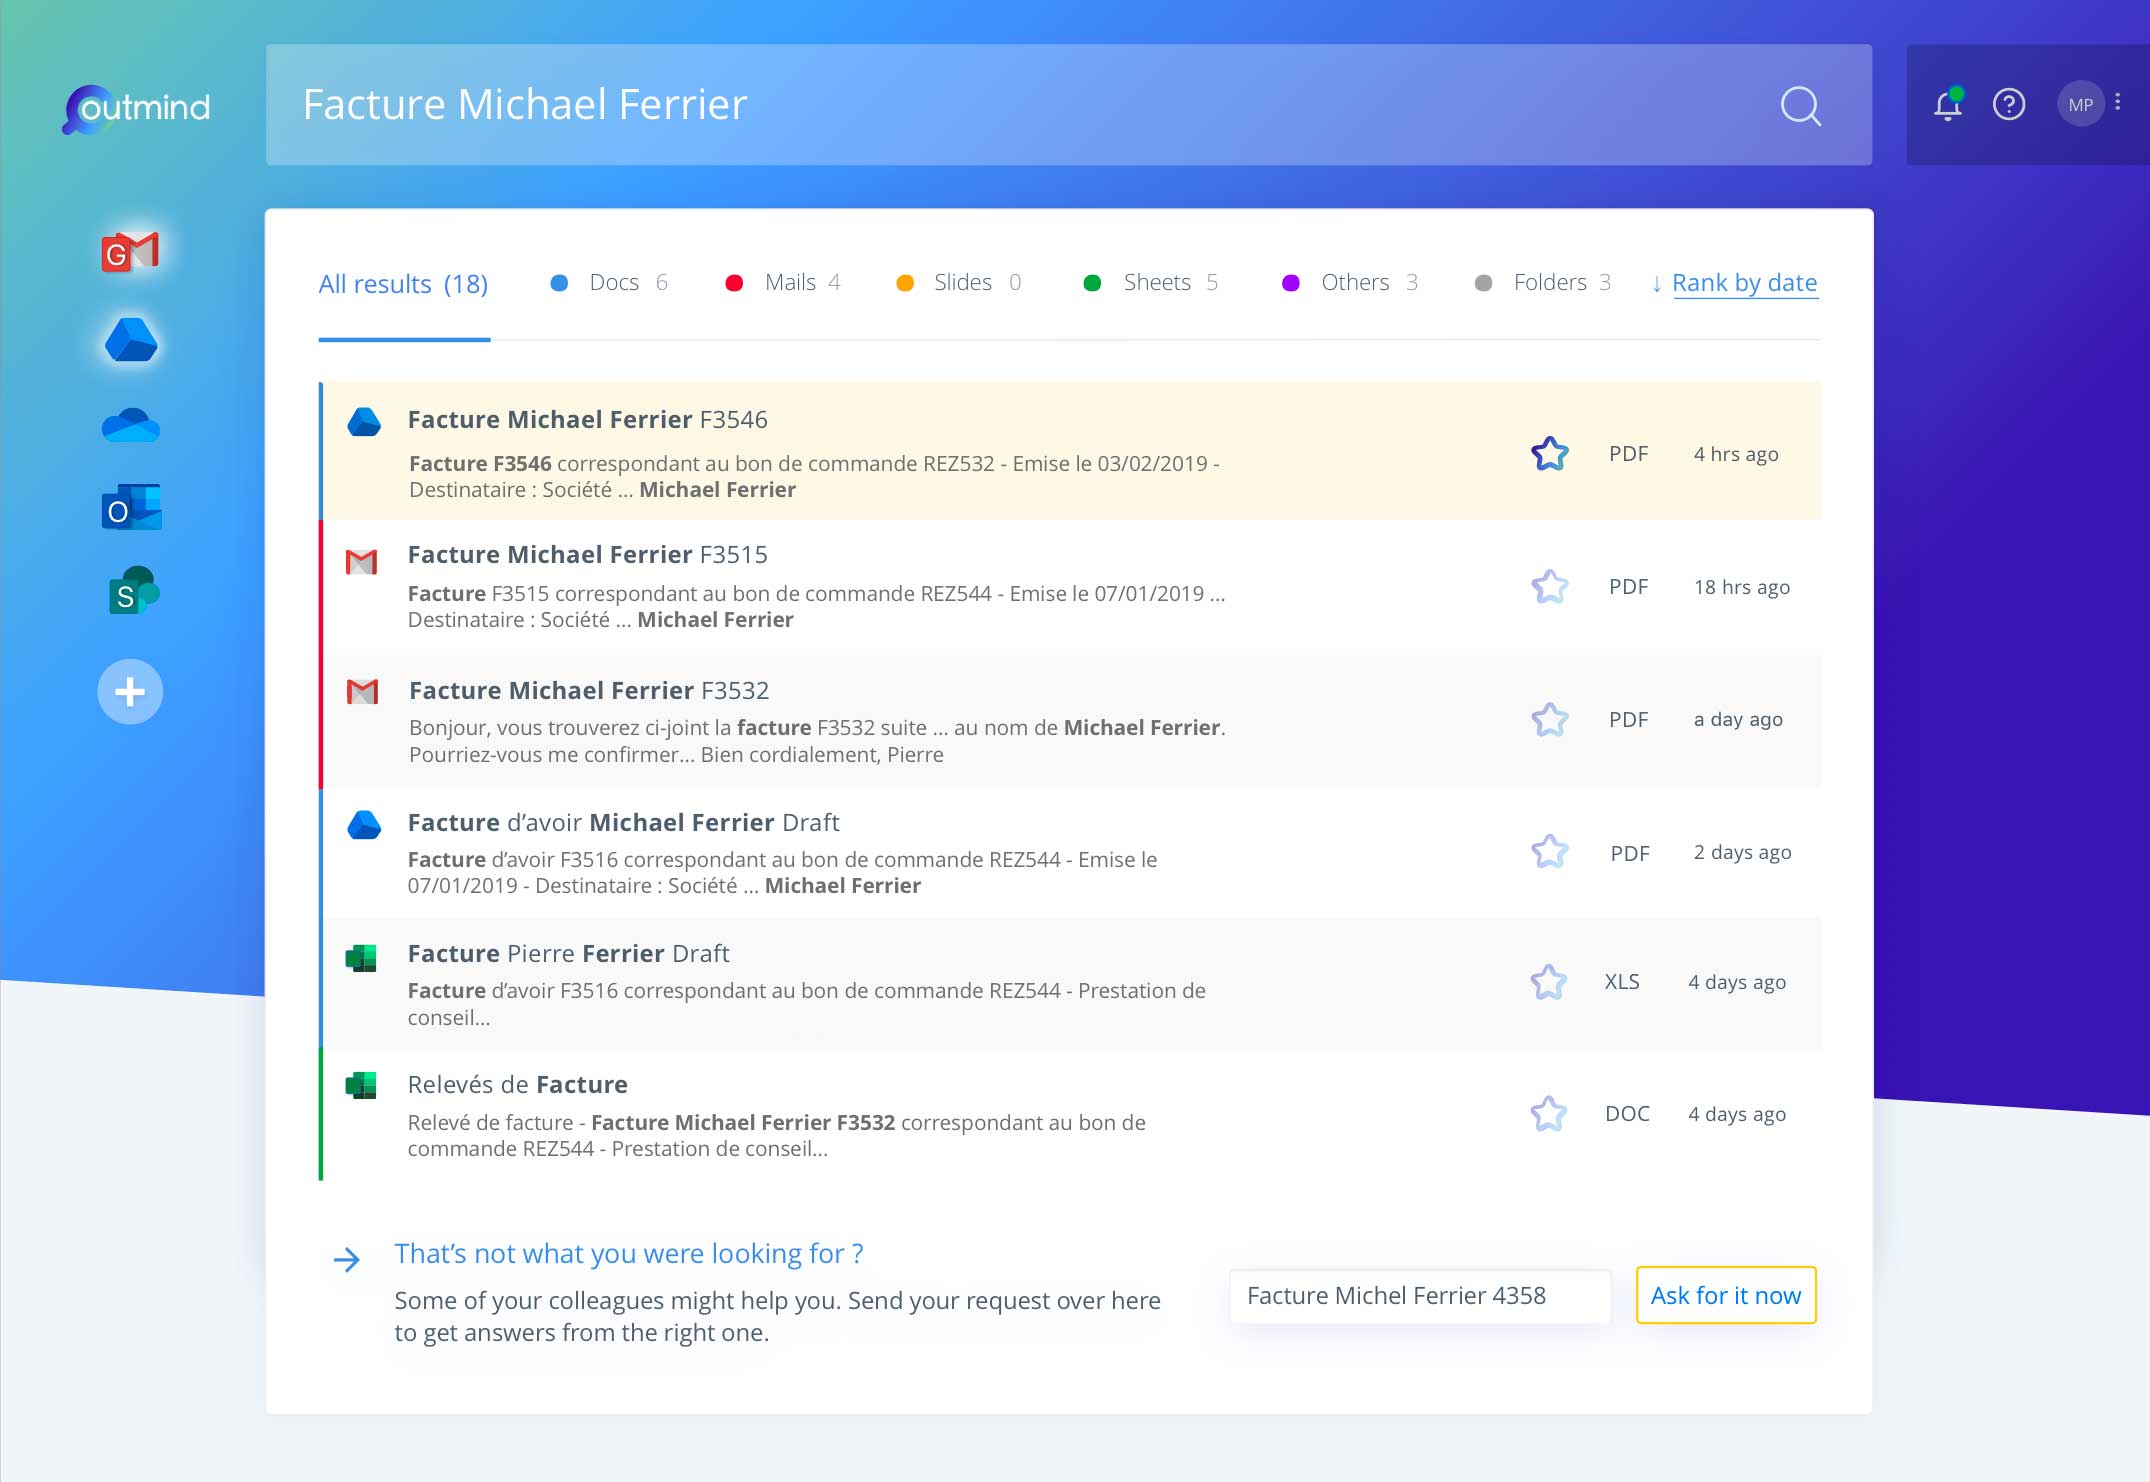 outmind
Facture Michael Ferrier
MP
G
O
S
All results (18)
Docs 6
Mails 4
Slides 0
Sheets 5
Others 3
Folders 3
↓ Rank by date
Facture Michael Ferrier F3546
Facture F3546 correspondant au bon de commande REZ532 - Emise le 03/02/2019 -
Destinataire : Société ... Michael Ferrier
PDF
4 hrs ago
Facture Michael Ferrier F3515
Facture F3515 correspondant au bon de commande REZ544 - Emise le 07/01/2019 ...
Destinataire : Société ... Michael Ferrier
PDF
18 hrs ago
Facture Michael Ferrier F3532
Bonjour, vous trouverez ci-joint la facture F3532 suite ... au nom de Michael Ferrier.
Pourriez-vous me confirmer... Bien cordialement, Pierre
PDF
a day ago
Facture d’avoir Michael Ferrier Draft
Facture d’avoir F3516 correspondant au bon de commande REZ544 - Emise le
07/01/2019 - Destinataire : Société ... Michael Ferrier
PDF
2 days ago
Facture Pierre Ferrier Draft
Facture d’avoir F3516 correspondant au bon de commande REZ544 - Prestation de
conseil...
XLS
4 days ago
Relevés de Facture
Relevé de facture - Facture Michael Ferrier F3532 correspondant au bon de
commande REZ544 - Prestation de conseil...
DOC
4 days ago
That’s not what you were looking for ?
Some of your colleagues might help you. Send your request over here
to get answers from the right one.
Facture Michel Ferrier 4358
Ask for it now